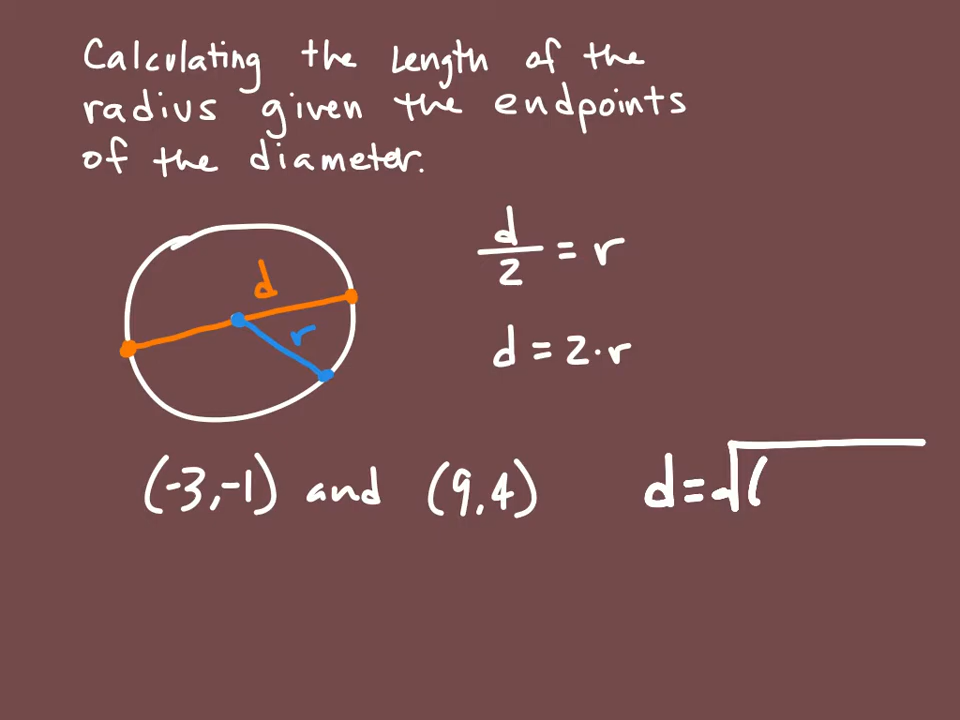 Calculating the length of the
radius given the endpoints
of the diameter.
d/2 = r
d
r
d = 2·r
(-3,-1) and (9,4) d=√(